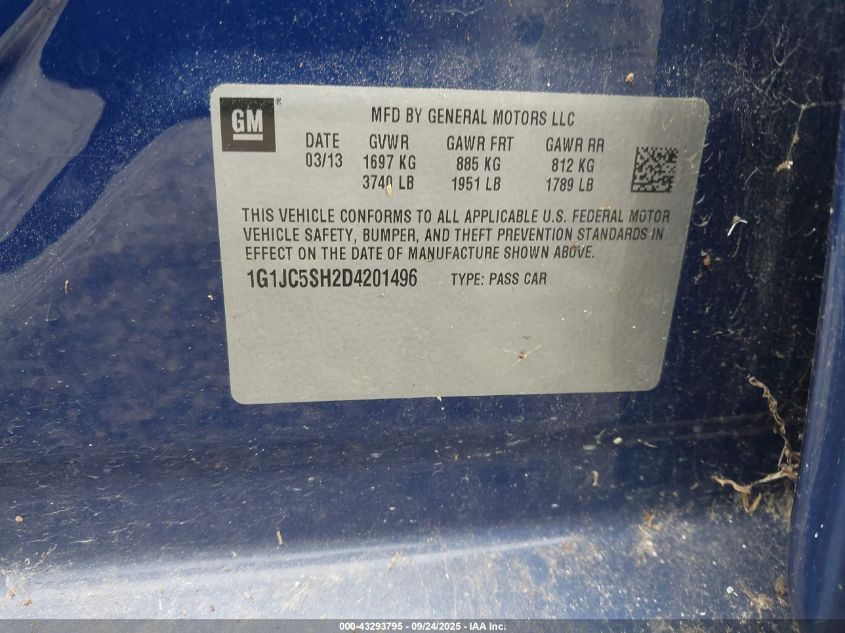 GM
MFD BY GENERAL MOTORS LLC
DATE GVWR GAWR FRT GAWR RR
03/13 1697 KG 885 KG 812 KG
3740 LB 1951 LB 1789 LB
THIS VEHICLE CONFORMS TO ALL APPLICABLE U.S. FEDERAL MOTOR
VEHICLE SAFETY, BUMPER, AND THEFT PREVENTION STANDARDS IN
EFFECT ON THE DATE OF MANUFACTURE SHOWN ABOVE.
1G1JC5SH2D4201496 TYPE: PASS CAR
000-43293795 - 09/24/2025 - IAA Inc.